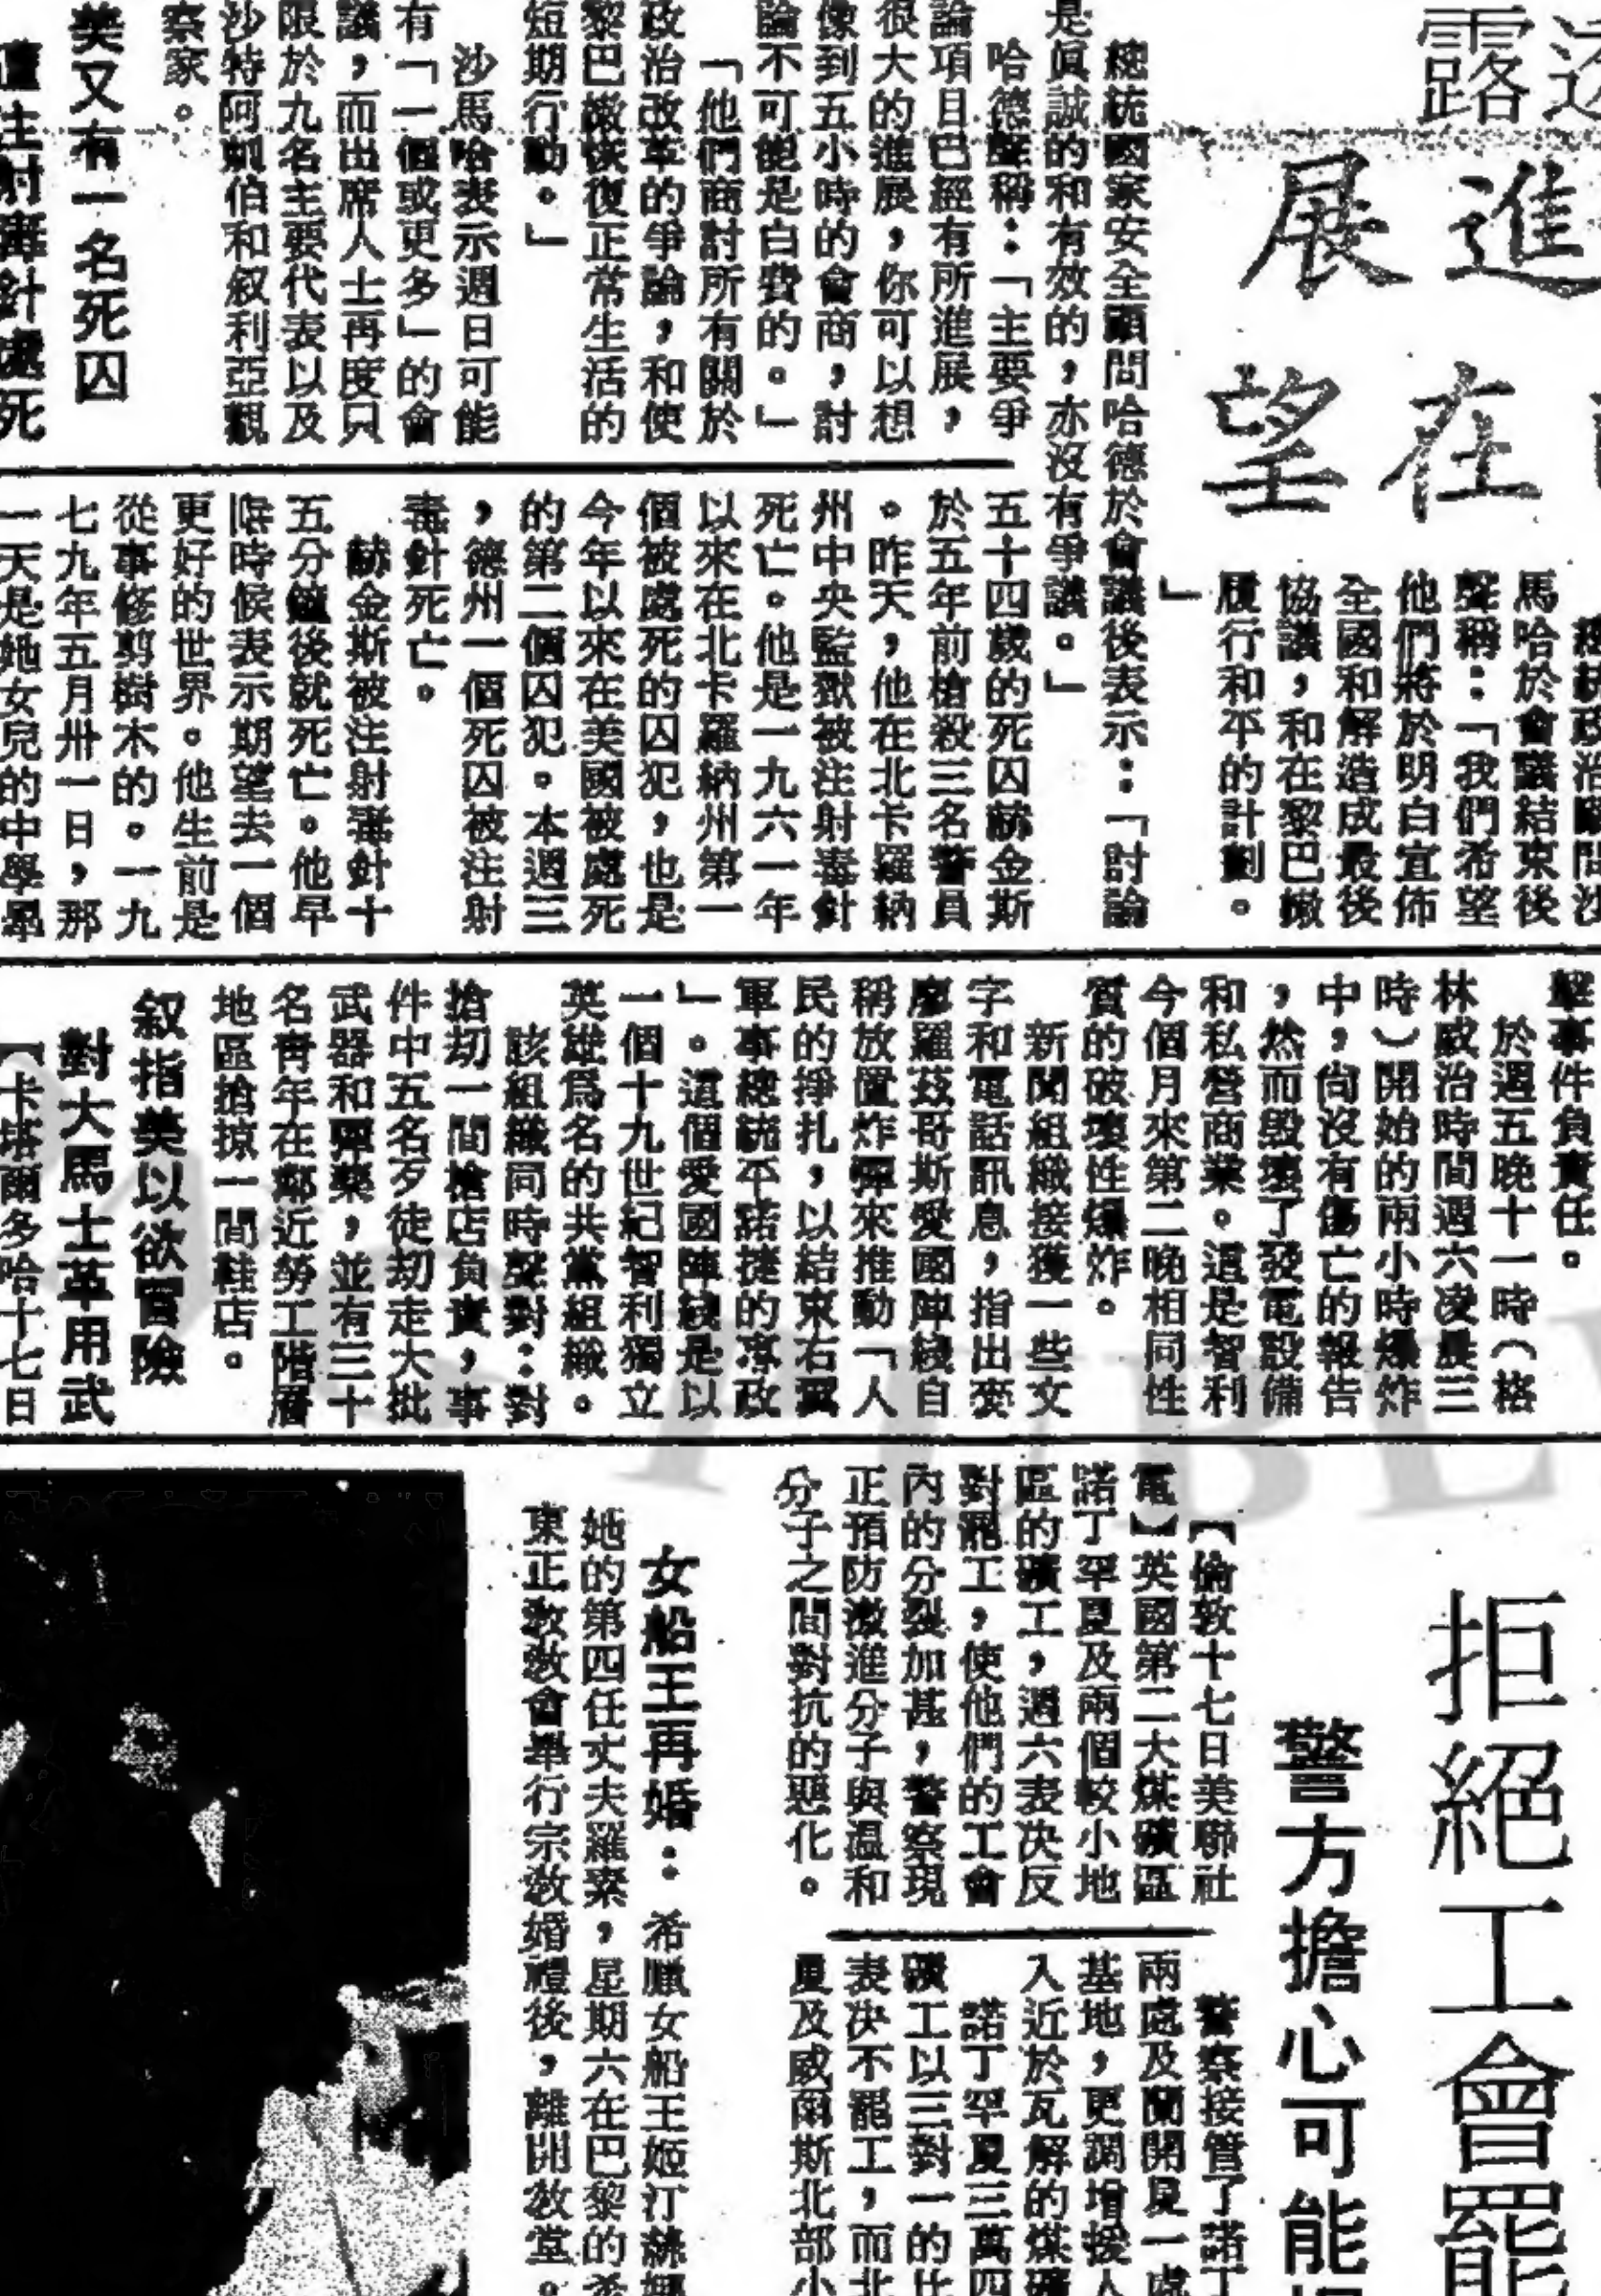 露透
展進
望在
總統政治顧問沙
馬哈於會議結束後
聲稱：「我們希望
他們將於明白宣佈
全國和解造成最後
協議，和在黎巴嫩
履行和平的計劃。
」
總統國家安全顧問哈德於會議後表示：「討論
是眞誠的和有效的，亦沒有爭議。」
哈德聲稱：「主要爭
論項目巴經有所進展，
很大的進展，你可以想
像到五小時的會商，討
論不可能是白費的。」
「他們商討所有關於
政治改革的爭論，和使
黎巴嫩恢復正常生活的
短期行動。」
沙馬哈表示週日可能
有「一個或更多」的會
議，而出席人士再度只
限於九名主要代表以及
沙特阿剌伯和叙利亞觀
察家。
美又有一名死囚
遭注射毒針處死
五十四歲的死囚赫金斯
於五年前槍殺三名警員
。昨天，他在北卡羅納
州中央監獄被注射毒針
死亡。他是一九六一年
以來在北卡羅納州第一
個被處死的囚犯，也是
今年以來在美國被處死
的第二個囚犯。本週三
，德州一個死囚被注射
毒針死亡。
赫金斯被注射毒針十
五分鐘後就死亡。他早
些時候表示期望去一個
更好的世界。他生前是
從事修剪樹木的。一九
七九年五月卅一日，那
一天是她女兒的中學畢
擊事件負責任。
於週五晚十一時（格
林威治時間週六凌晨三
時）開始的兩小時爆炸
中，尙沒有傷亡的報告
，然而毀壞了發電設備
和私營商業。這是智利
今個月來第二晚相同性
質的破壞性爆炸。
新聞組織接獲一些文
字和電話訊息，指出麥
廖羅茲哥斯愛國陣綫自
稱放置炸彈來推動「人
民的掙扎，以結束右翼
軍事總統平諾捷的專政
」。這個愛國陣綫是以
一個十九世紀智利獨立
英雄爲名的共黨組織。
該組織同時聲對：對
搶刧一間槍店負責，事
件中五名歹徒刧走大批
武器和彈藥，並有三十
名靑年在鄰近勞工階層
地區搶掠一間鞋店。
叙指美以欲冒險
對大馬士革用武
【卡塔爾多哈十七日
拒絕工會罷
警方擔心可能
【倫敦十七日美聯社
電】英國第二大煤礦區
諾丁罕夏及兩個較小地
區的礦工，週六表决反
對罷工，使他們的工會
內的分裂加甚，警察現
正預防激進分子與溫和
分子之間對抗的惡化。
警察接管了諾丁
兩處及蘭開夏一處
基地，更調增援人
入近於瓦解的煤礦
諾丁罕夏三萬四
礦工以三對一的比
表决不罷工，而北
夏及威爾斯北部小
女船王再婚：希臘女船王姬汀絲娜
她的第四任丈夫羅素，星期六在巴黎的希
東正敎敎會舉行宗敎婚禮後，離開敎堂。